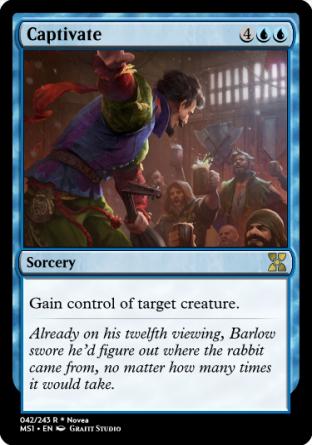 Captivate 4
Sorcery
Gain control of target creature.
Already on his twelfth viewing, Barlow
swore he'd figure out where the rabbit
came from, no matter how many times
it would take.
042/243 R * Novea
MS1 • EN Grafit Studio